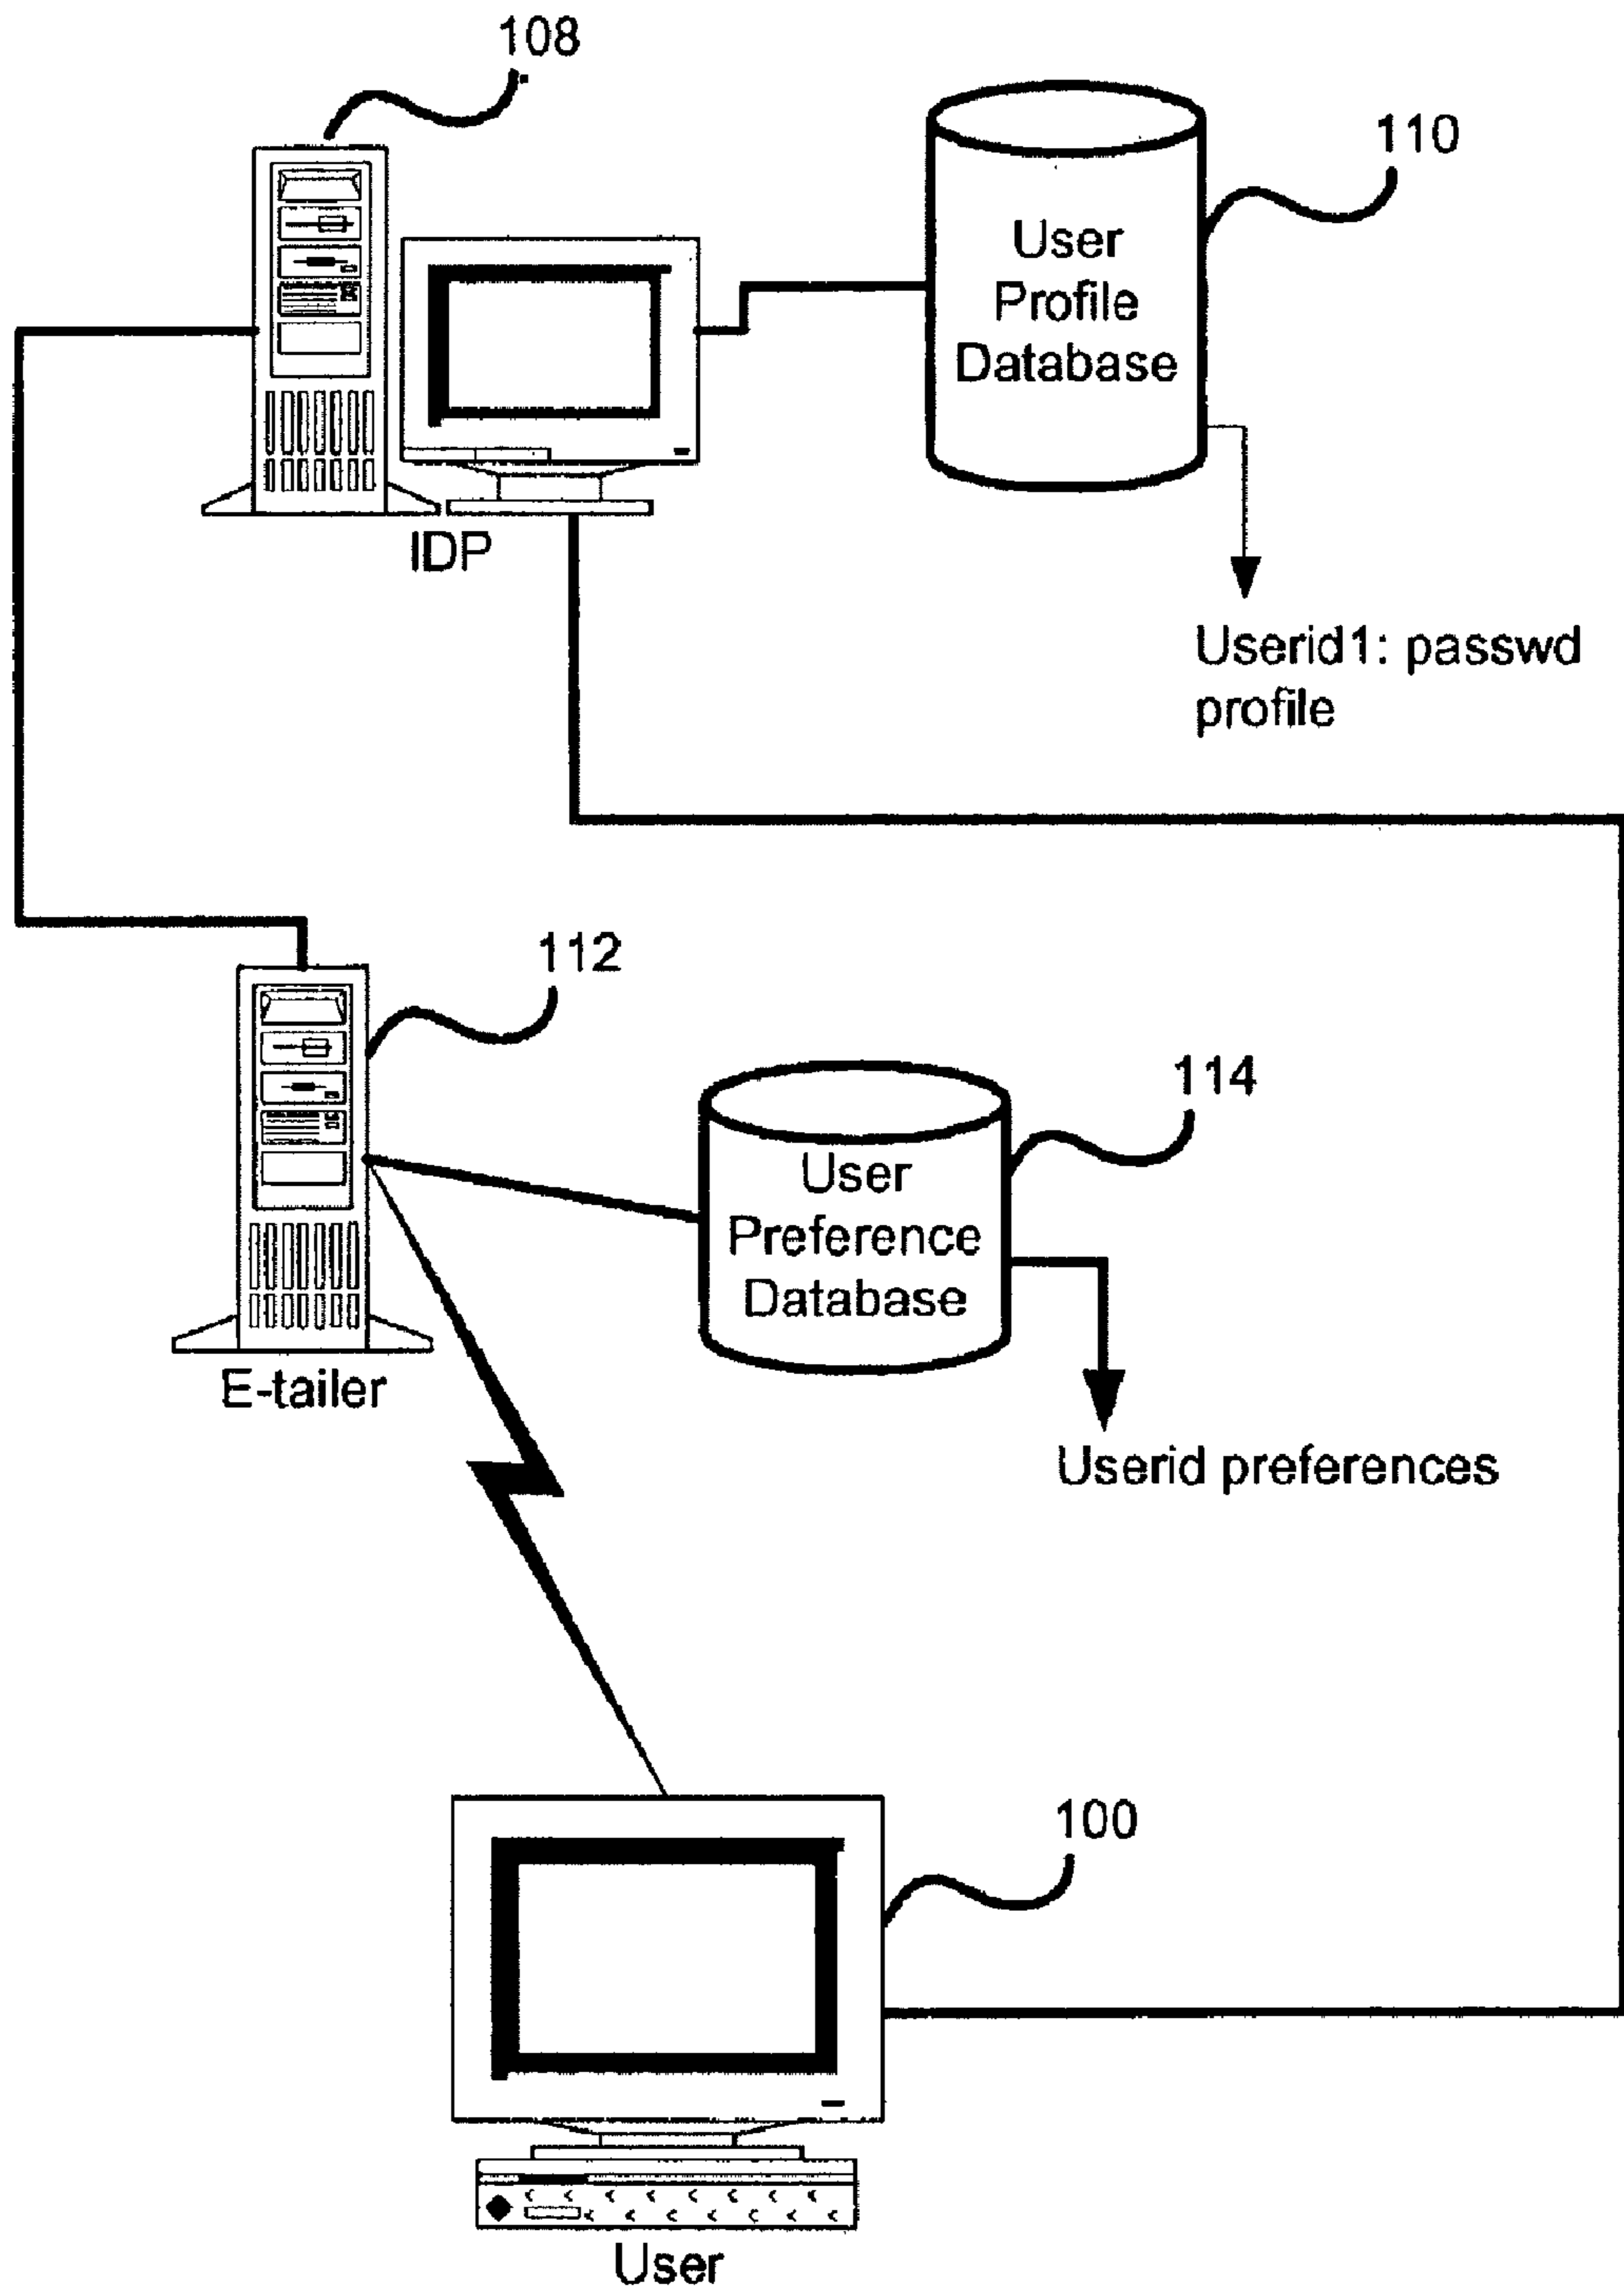 108
110
User
Profile
Database
IDP
Userid1: passwd
profile
112
114
User
Preference
Database
E-tailer
Userid preferences
100
User